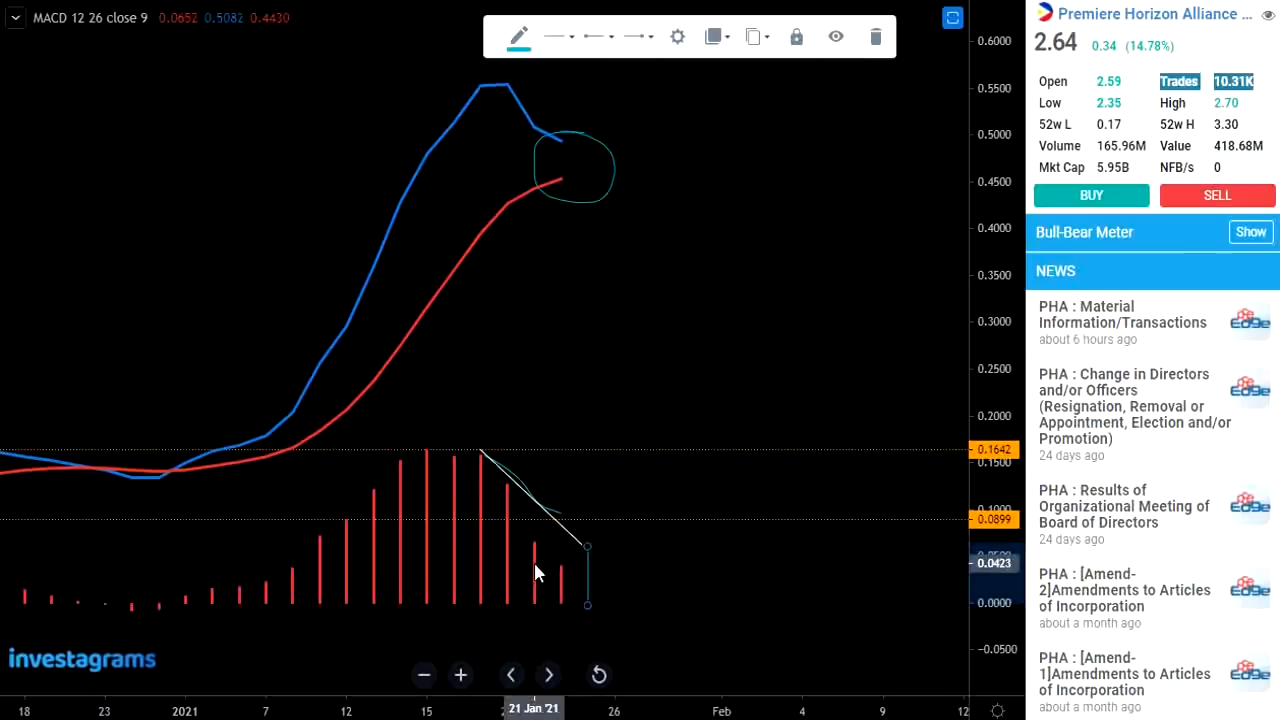 MACD 12 26 close 9 0.0652 0.5082 0.4430
0.6000
0.5500
0.5000
0.4500
0.4000
0.3500
0.3000
0.2500
0.2000
0.1642
0.1500
0.1000
0.0899
0.0423
0.0000
−0.0500
investagrams
18 23 2021 7 12 15 21 Jan '21 26 Feb 4 9 12
Premiere Horizon Alliance ...
2.64 0.34 (14.78%)
Open 2.59 Trades 10.31K
Low 2.35 High 2.70
52w L 0.17 52w H 3.30
Volume 165.96M Value 418.68M
Mkt Cap 5.95B NFB/s 0
BUY SELL
Bull-Bear Meter Show
NEWS
PHA : Material
Information/Transactions
about 6 hours ago
PHA : Change in Directors
and/or Officers
(Resignation, Removal or
Appointment, Election and/or
Promotion)
24 days ago
PHA : Results of
Organizational Meeting of
Board of Directors
24 days ago
PHA : [Amend-
2]Amendments to Articles
of Incorporation
about a month ago
PHA : [Amend-
1]Amendments to Articles
of Incorporation
about a month ago